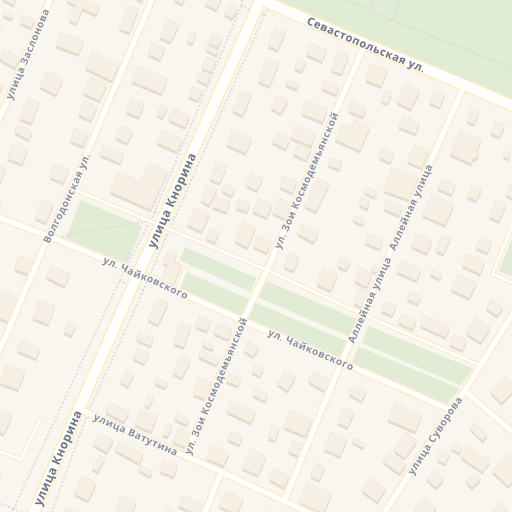 улица Заслонова
Севастопольская ул.
Волгодонская ул.
улица Кнорина
ул. Зои Космодемьянской
Аллейная улица - Аллейная улица
ул. Чайковского
ул. Чайковского
ул. Зои Космодемьянской
улица Ватутина
улица Суворова
улица Кнорина